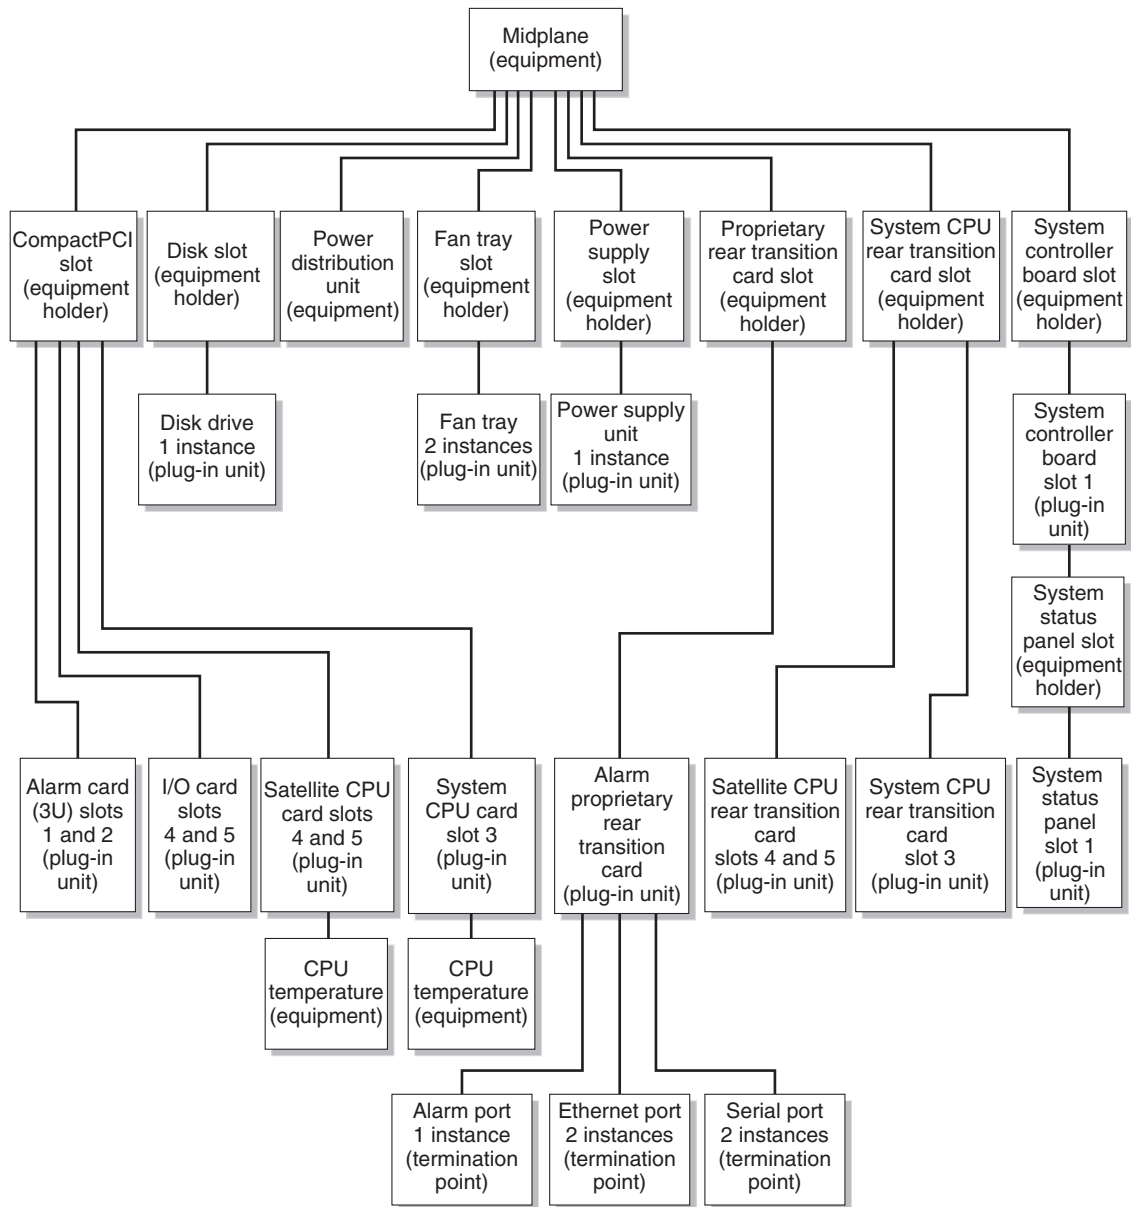 Midplane
(equipment)
CompactPCI
slot
(equipment
holder)
Disk slot
(equipment
holder)
Power
distribution
unit
(equipment)
Fan tray
slot
(equipment
holder)
Power
supply
slot
(equipment
holder)
Proprietary
rear transition
card slot
(equipment
holder)
System CPU
rear transition
card slot
(equipment
holder)
System
controller
board slot
(equipment
holder)
Disk drive
1 instance
(plug-in unit)
Fan tray
2 instances
(plug-in unit)
Power supply
unit
1 instance
(plug-in unit)
System
controller
board
slot 1
(plug-in
unit)
System
status
panel slot
(equipment
holder)
Alarm card
(3U) slots
1 and 2
(plug-in
unit)
I/O card
slots
4 and 5
(plug-in
unit)
Satellite CPU
card slots
4 and 5
(plug-in
unit)
System
CPU card
slot 3
(plug-in
unit)
Alarm
proprietary
rear
transition
card
(plug-in unit)
Satellite CPU
rear transition
card
slots 4 and 5
(plug-in unit)
System CPU
rear transition
card
slot 3
(plug-in unit)
System
status
panel
slot 1
(plug-in
unit)
CPU
temperature
(equipment)
CPU
temperature
(equipment)
Alarm port
1 instance
(termination
point)
Ethernet port
2 instances
(termination
point)
Serial port
2 instances
(termination
point)